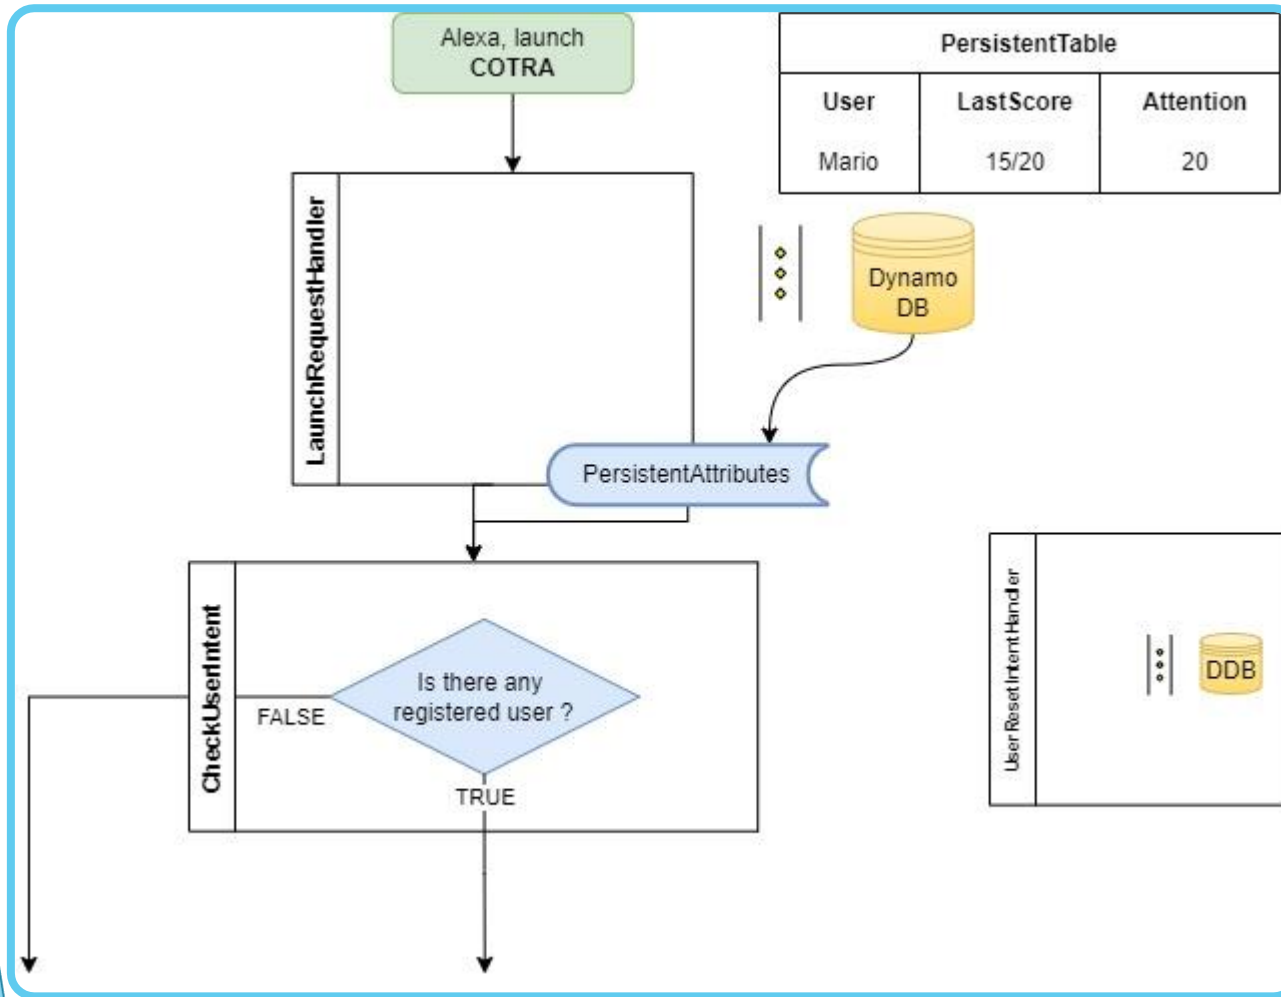 Alexa, launch
COTRA
PersistentTable
User LastScore Attention
Mario 15/20 20
LaunchRequestHandler
Dynamo
DB
PersistentAttributes
CheckUserIntent
Is there any
registered user ?
FALSE
TRUE
UserResetIntentHandler
DDB